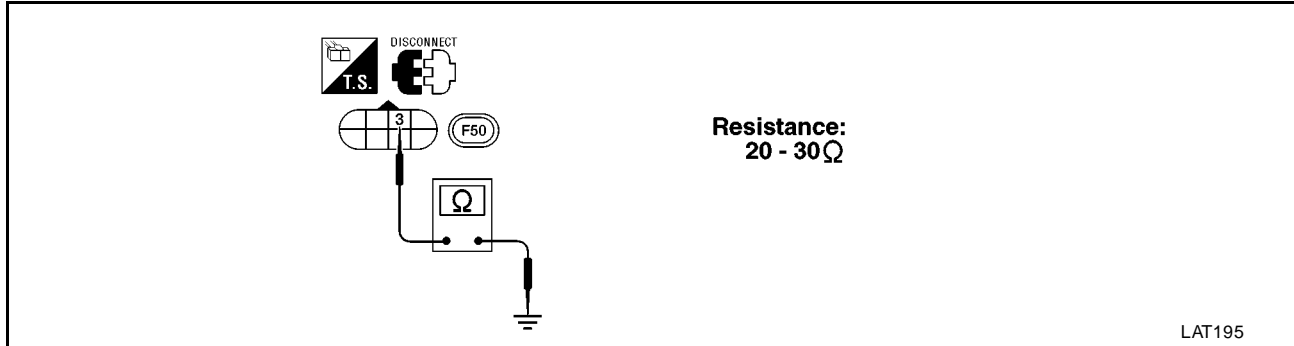 DISCONNECT
T.S.
3
F50
Ω
Resistance:
20 - 30Ω
LAT195